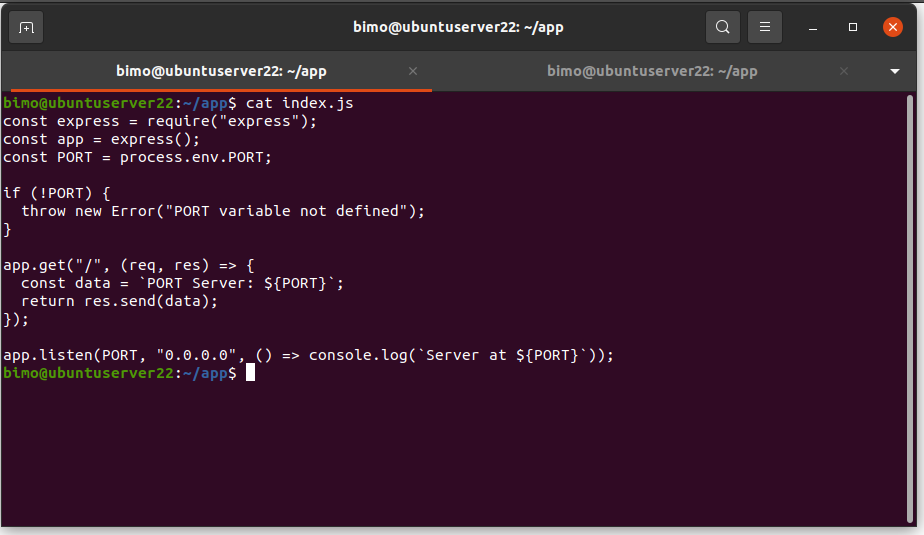 bimo@ubuntuserver22: ~/app
bimo@ubuntuserver22: ~/app
bimo@ubuntuserver22: ~/app
bimo@ubuntuserver22:~/app$ cat index.js
const express = require("express");
const app = express();
const PORT = process.env.PORT;

if (!PORT) {
  throw new Error("PORT variable not defined");
}

app.get("/", (req, res) => {
  const data = `PORT Server: ${PORT}`;
  return res.send(data);
});

app.listen(PORT, "0.0.0.0", () => console.log(`Server at ${PORT}`));
bimo@ubuntuserver22:~/app$